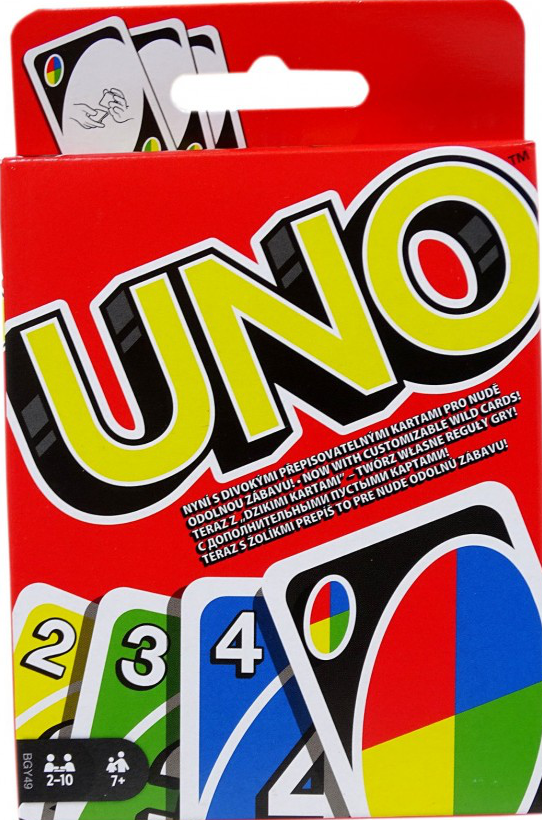 UNO™
NYNÍ S DIVOKÝMI PŘEPISOVATELNÝMI KARTAMI PRO NUDĚ
ODOLNOU ZÁBAVU! • NOW WITH CUSTOMIZABLE WILD CARDS!
TERAZ Z „DZIKIMI KARTAMI” – TWÓRZ WŁASNE REGUŁY GRY!
С ДОПОЛНИТЕЛЬНЫМИ ПУСТЫМИ КАРТАМИ!
TERAZ S ŽOLÍKMI PREPÍŠ TO PRE NUDE ODOLNÚ ZÁBAVU!
2
3
4
4
BGY49
2-10
7+